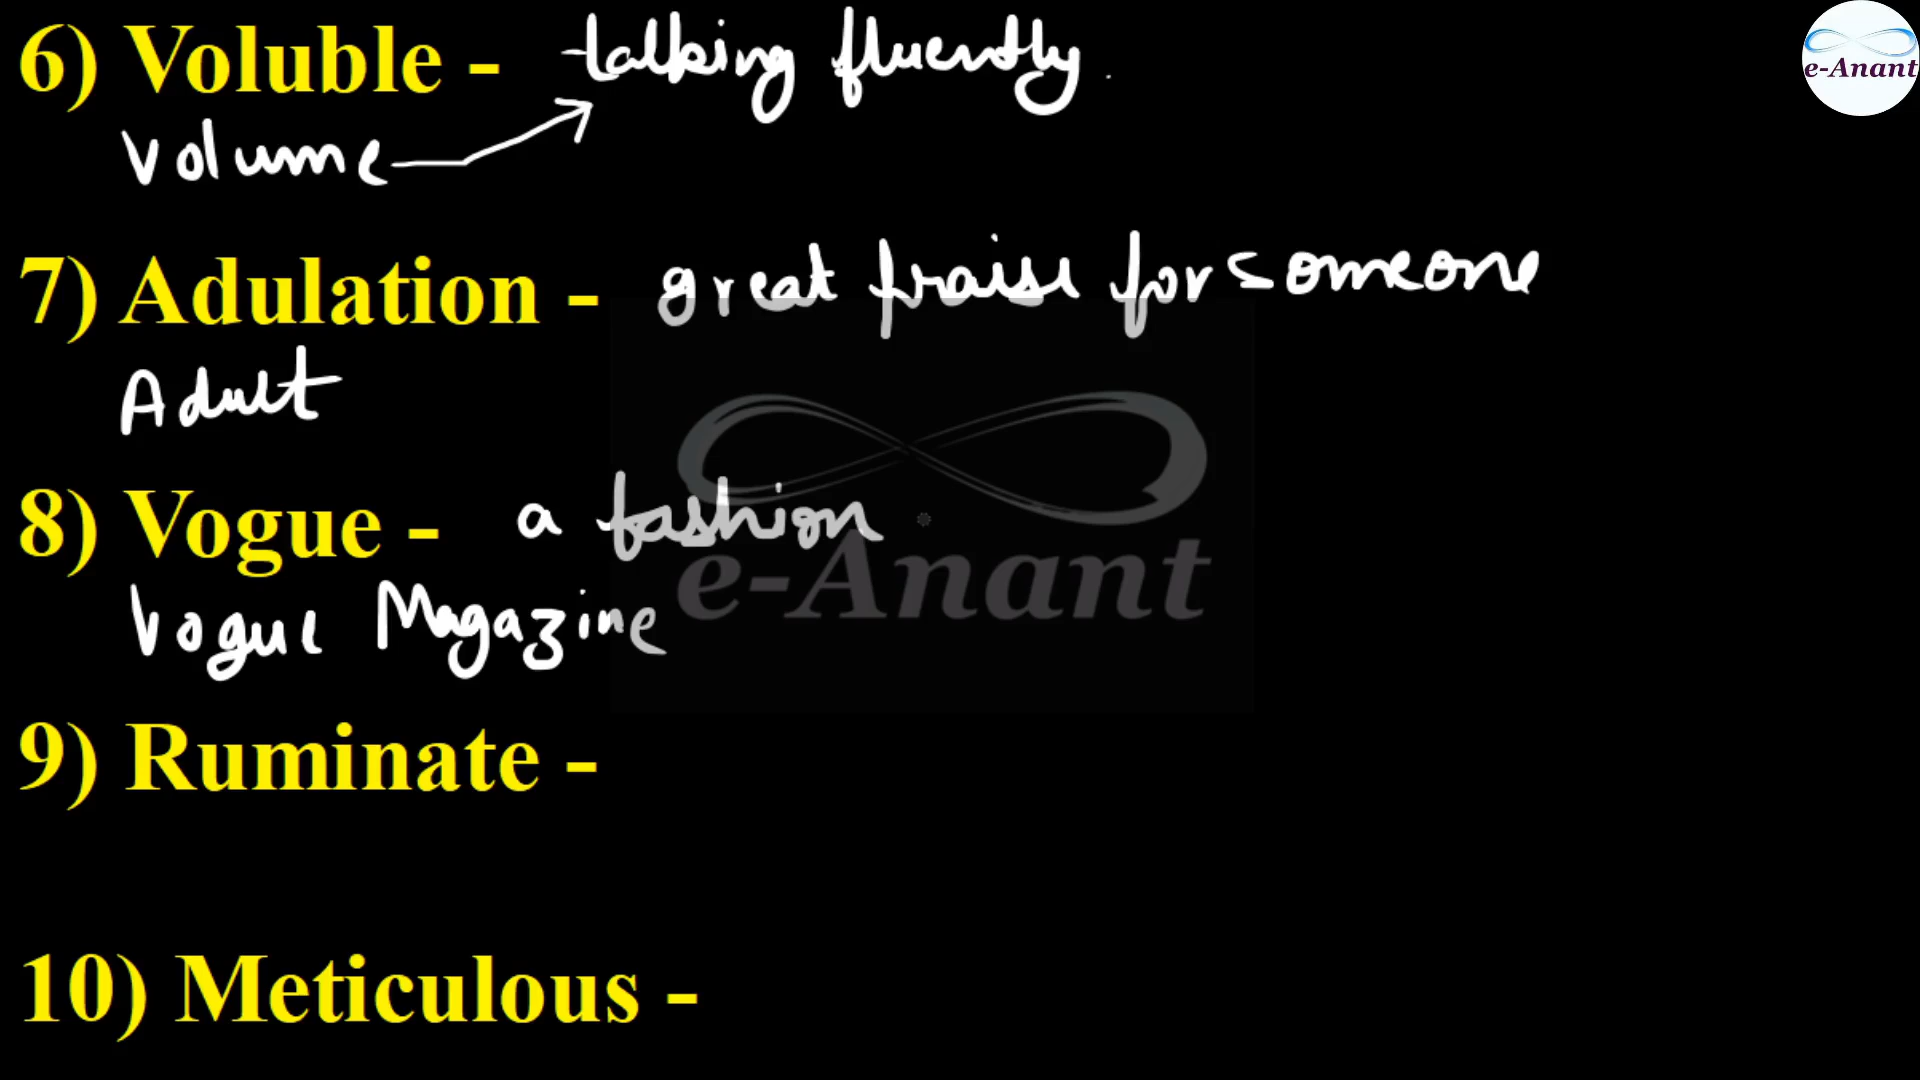 6) Voluble - talking fluently.
Volume
7) Adulation - great praise for someone
Adult
8) Vogue - a fashion
Vogue Magazine
9) Ruminate -
10) Meticulous -
e-Anant
e-Anant